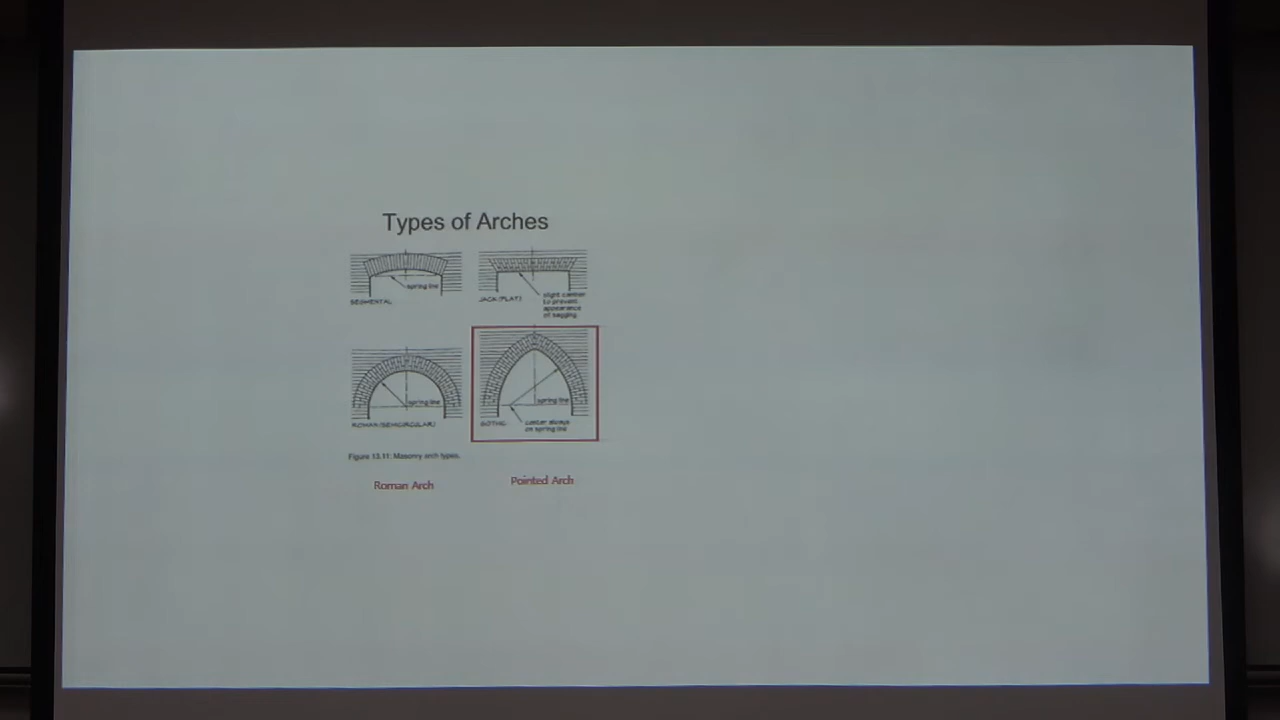 Types of Arches
spring line
SEGMENTAL
JACK (FLAT)
slight camber
to prevent
appearance
of sagging
spring line
ROMAN (SEMICIRCULAR)
spring line
GOTHIC
center always
on spring line
Figure 13.11: Masonry arch types.
Roman Arch
Pointed Arch